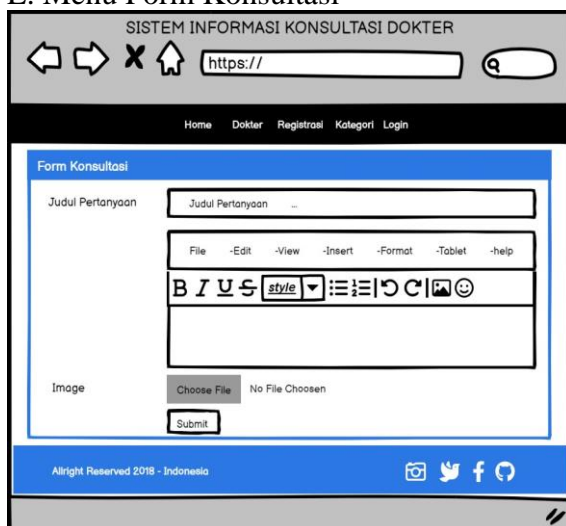 E. Menu Form Konsultasi
SISTEM INFORMASI KONSULTASI DOKTER
https://
Home Dokter Registrasi Kategori Login
Form Konsultasi
Judul Pertanyaan Judul Pertanyaan ...
File -Edit -View -Insert -Format -Tablet -help
B I U S style
Image Choose File No File Choosen
Submit
Allright Reserved 2018 - Indonesia